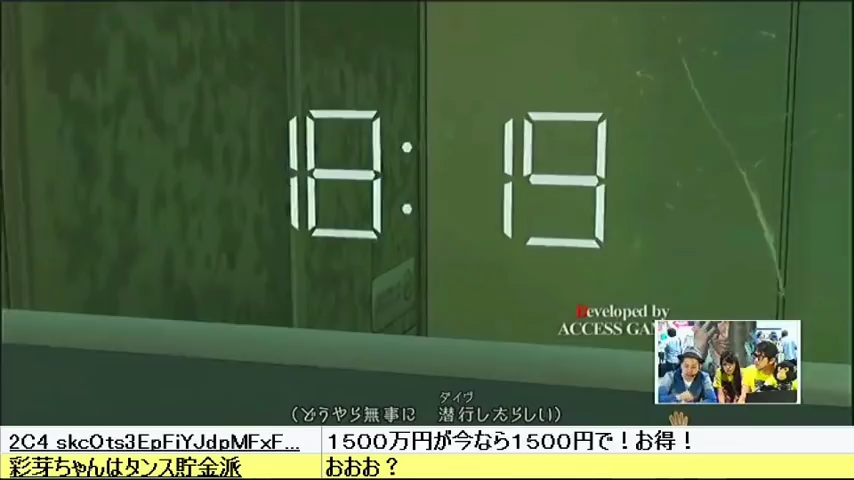 18:19
Developed by
ACCESS GAM
ダイヴ
(どうやら無事に 潜行したらしい)
2C4 skcOts3EpFiYJdpMFxF...
1500万円が今なら1500円で！お得！
彩芽ちゃんはタンス貯金派
おおお？